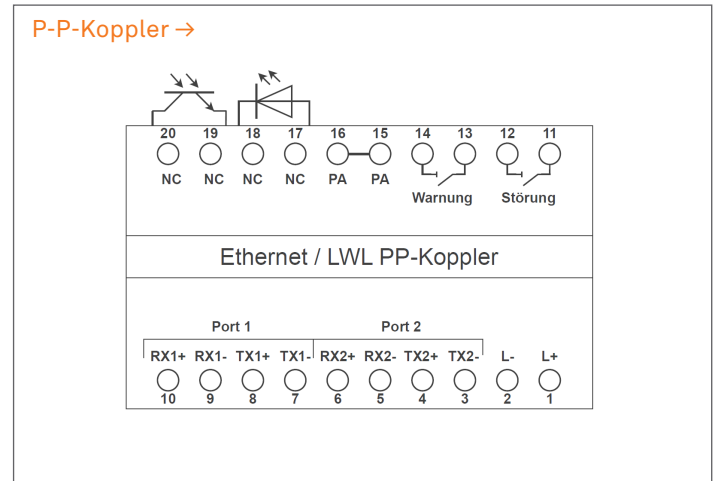 P-P-Koppler →
20 19 18 17 16 15 14 13 12 11
NC NC NC NC PA PA
Warnung Störung
Ethernet / LWL PP-Koppler
Port 1 Port 2
RX1+ RX1- TX1+ TX1- RX2+ RX2- TX2+ TX2- L- L+
10 9 8 7 6 5 4 3 2 1